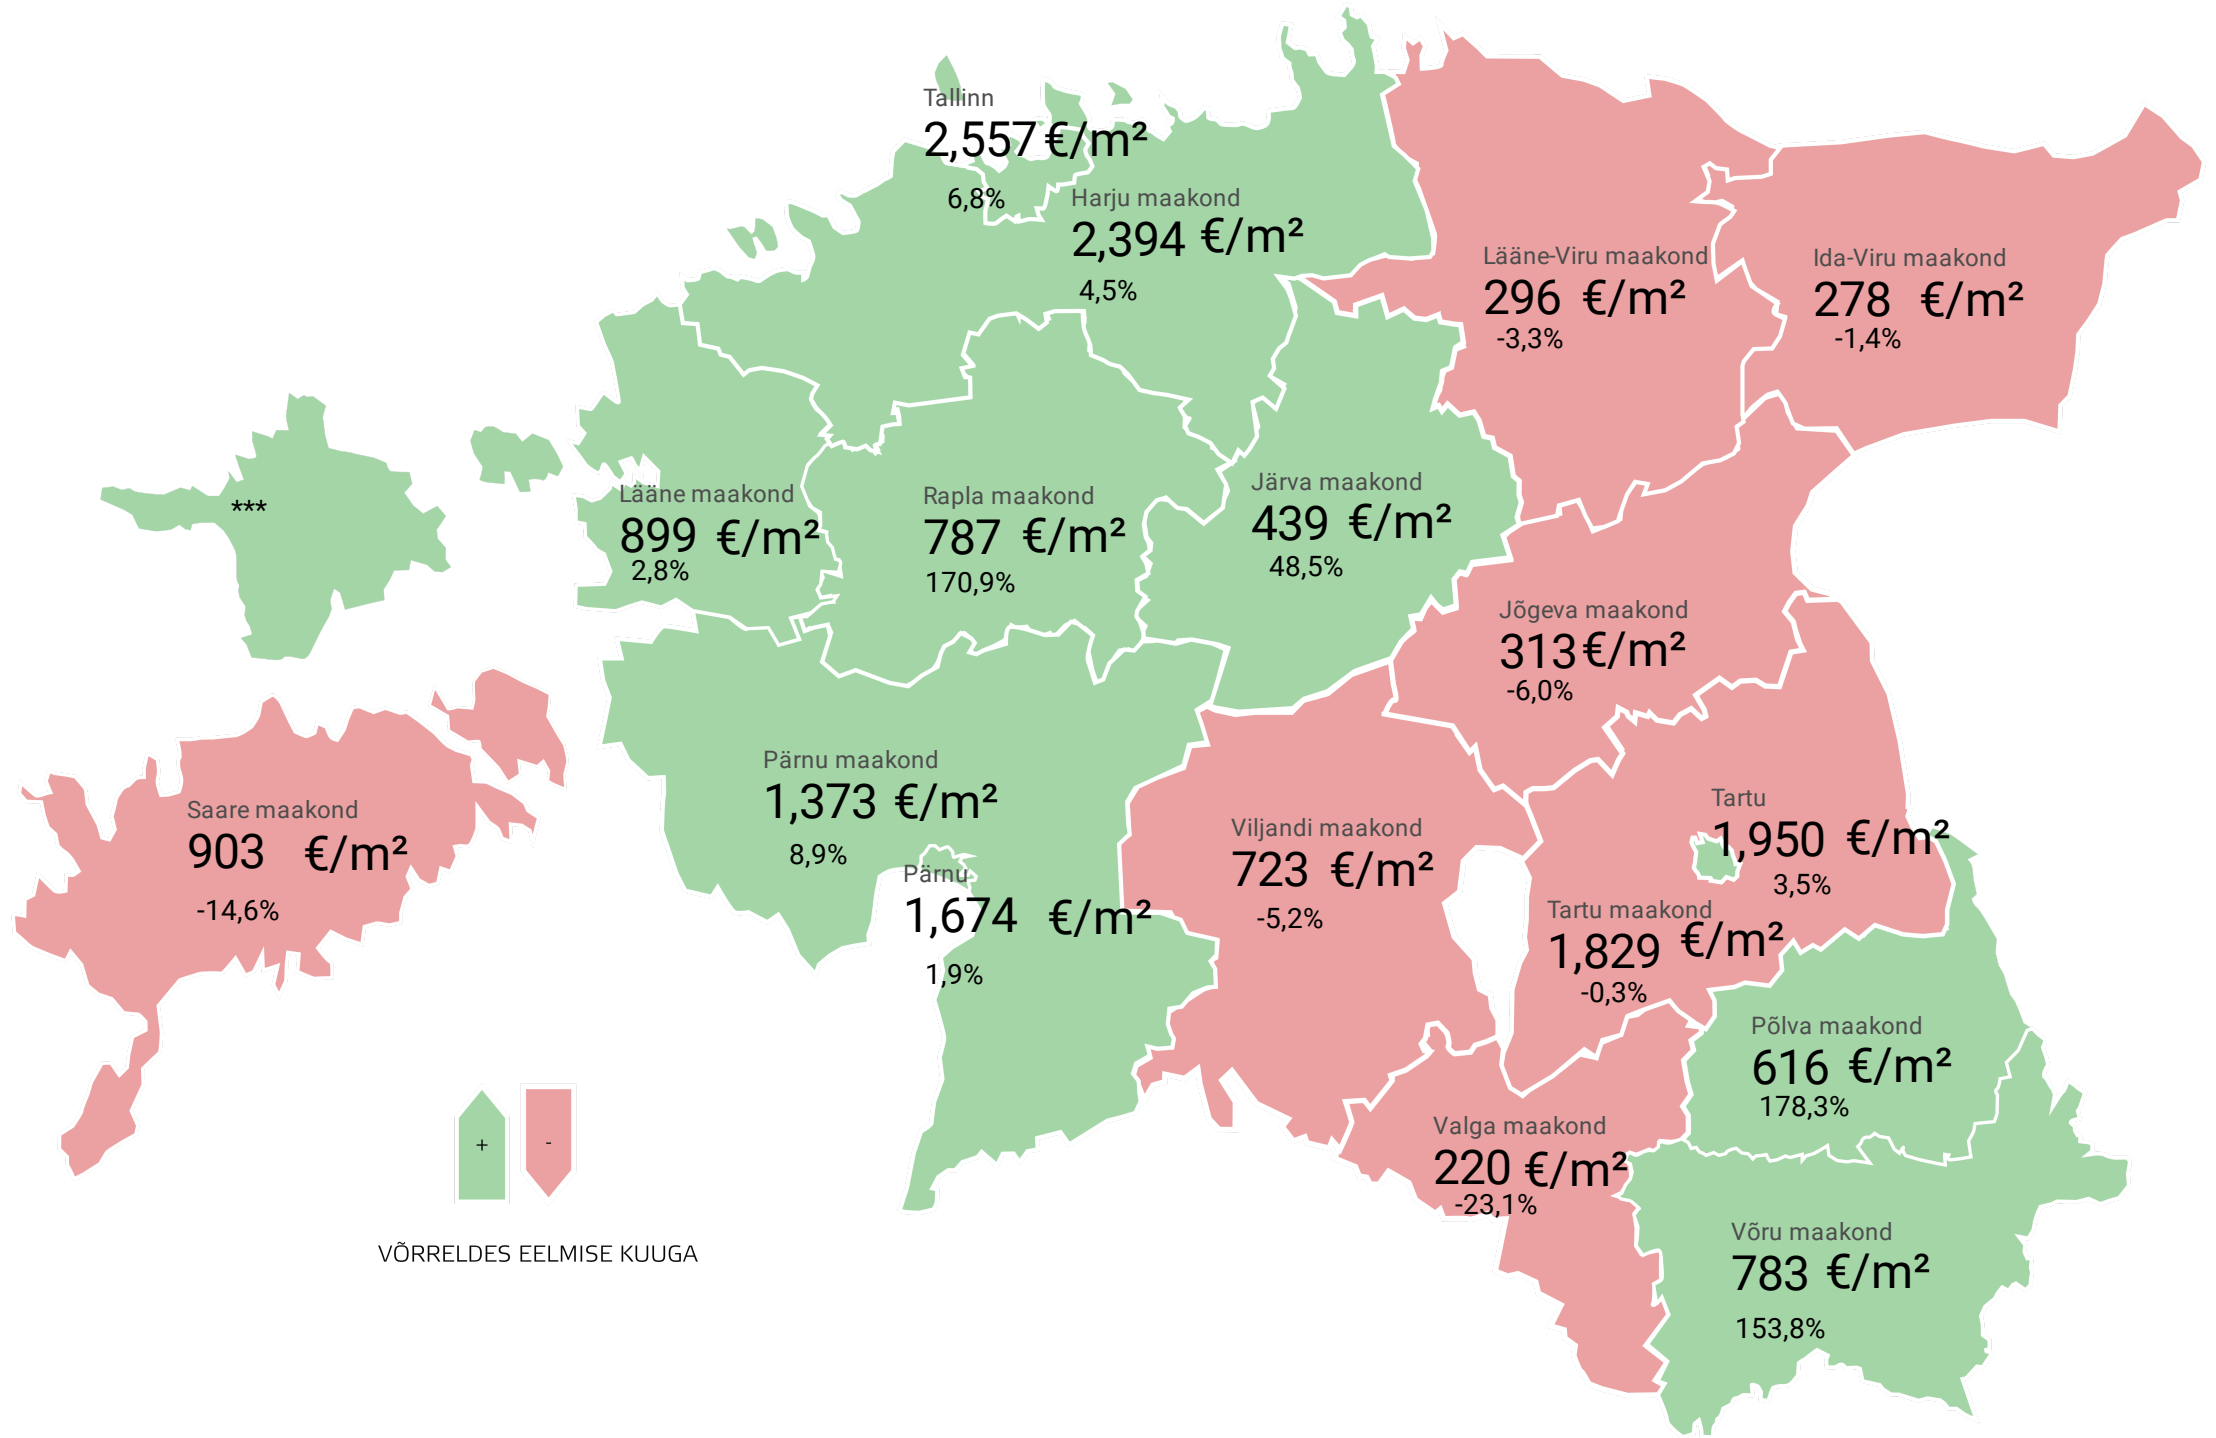 Tallinn
2,557 €/m²
6,8%
Harju maakond
2,394 €/m²
4,5%
Lääne-Viru maakond
296 €/m²
-3,3%
Ida-Viru maakond
278 €/m²
-1,4%
***
Lääne maakond
899 €/m²
2,8%
Rapla maakond
787 €/m²
170,9%
Järva maakond
439 €/m²
48,5%
Jõgeva maakond
313 €/m²
-6,0%
Saare maakond
903 €/m²
-14,6%
Pärnu maakond
1,373 €/m²
8,9%
Pärnu
1,674 €/m²
1,9%
Viljandi maakond
723 €/m²
-5,2%
Tartu
1,950 €/m²
3,5%
Tartu maakond
1,829 €/m²
-0,3%
Põlva maakond
616 €/m²
178,3%
Valga maakond
220 €/m²
-23,1%
Võru maakond
783 €/m²
153,8%
+ -
VÕRRELDES EELMISE KUUGA